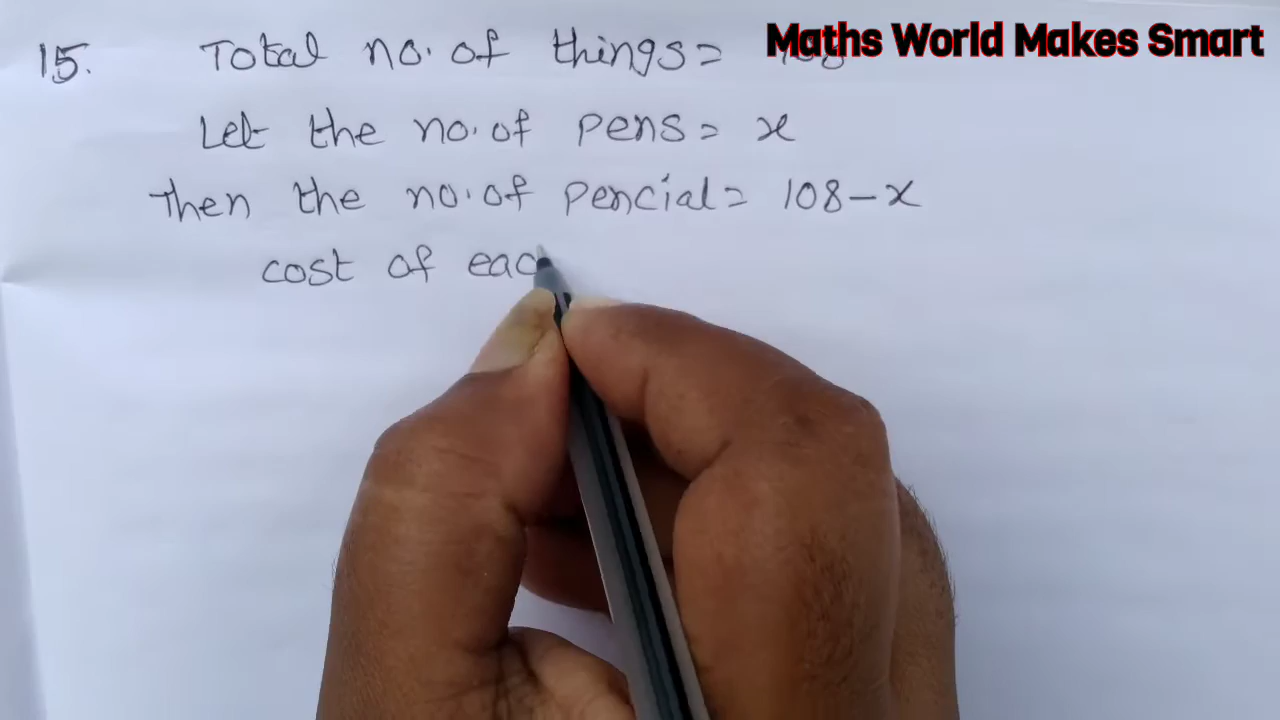 Maths World Makes Smart
15. Total no. of things = 108
Let the no. of pens = x
Then the no. of pencial = 108 - x
cost of eac